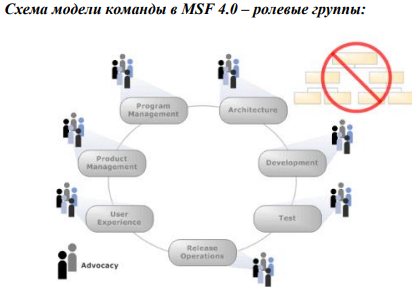 Схема модели команды в MSF 4.0 – ролевые группы:
Program
Management
Architecture
Product
Management
Development
User
Experience
Test
Release
Operations
Advocacy